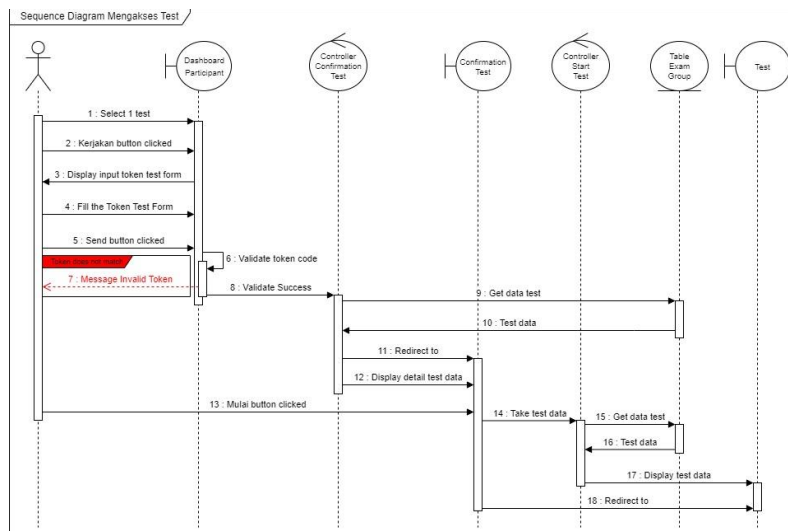 Sequence Diagram Mengakses Test
Dashboard
Participant
Controller
Confirmation
Test
Confirmation
Test
Controller
Start
Test
Table
Exam
Group
Test
1 : Select 1 test
2 : Kerjakan button clicked
3 : Display input token test form
4 : Fill the Token Test Form
5 : Send button clicked
6 : Validate token code
Token does not
7 : Message Invalid Token
8 : Validate Success
9 : Get data test
10 : Test data
11 : Redirect to
12 : Display detail test data
13 : Mulai button clicked
14 : Take test data
15 : Get data test
16 : Test data
17 : Display test data
18 : Redirect to